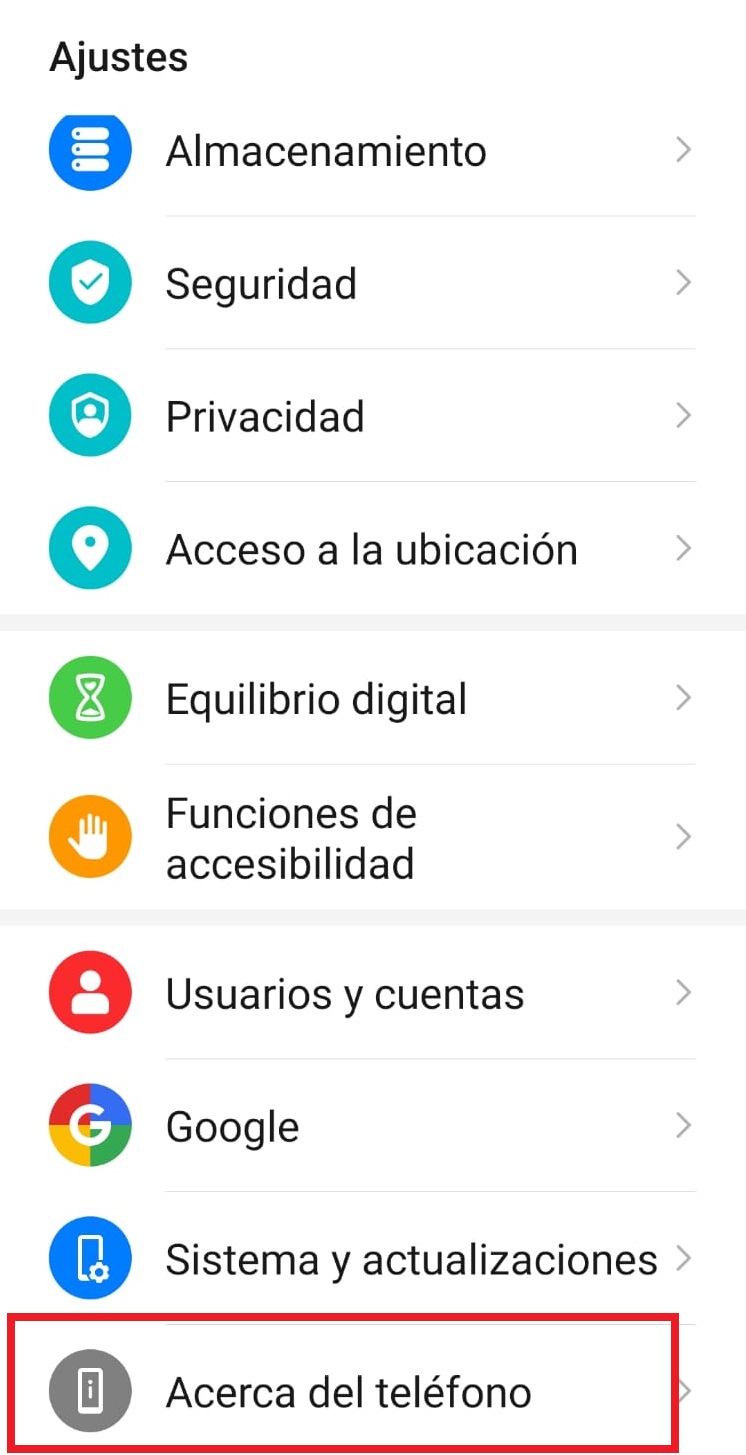 Ajustes
Almacenamiento
Seguridad
Privacidad
Acceso a la ubicación
Equilibrio digital
Funciones de
accesibilidad
Usuarios y cuentas
Google
Sistema y actualizaciones
Acerca del teléfono